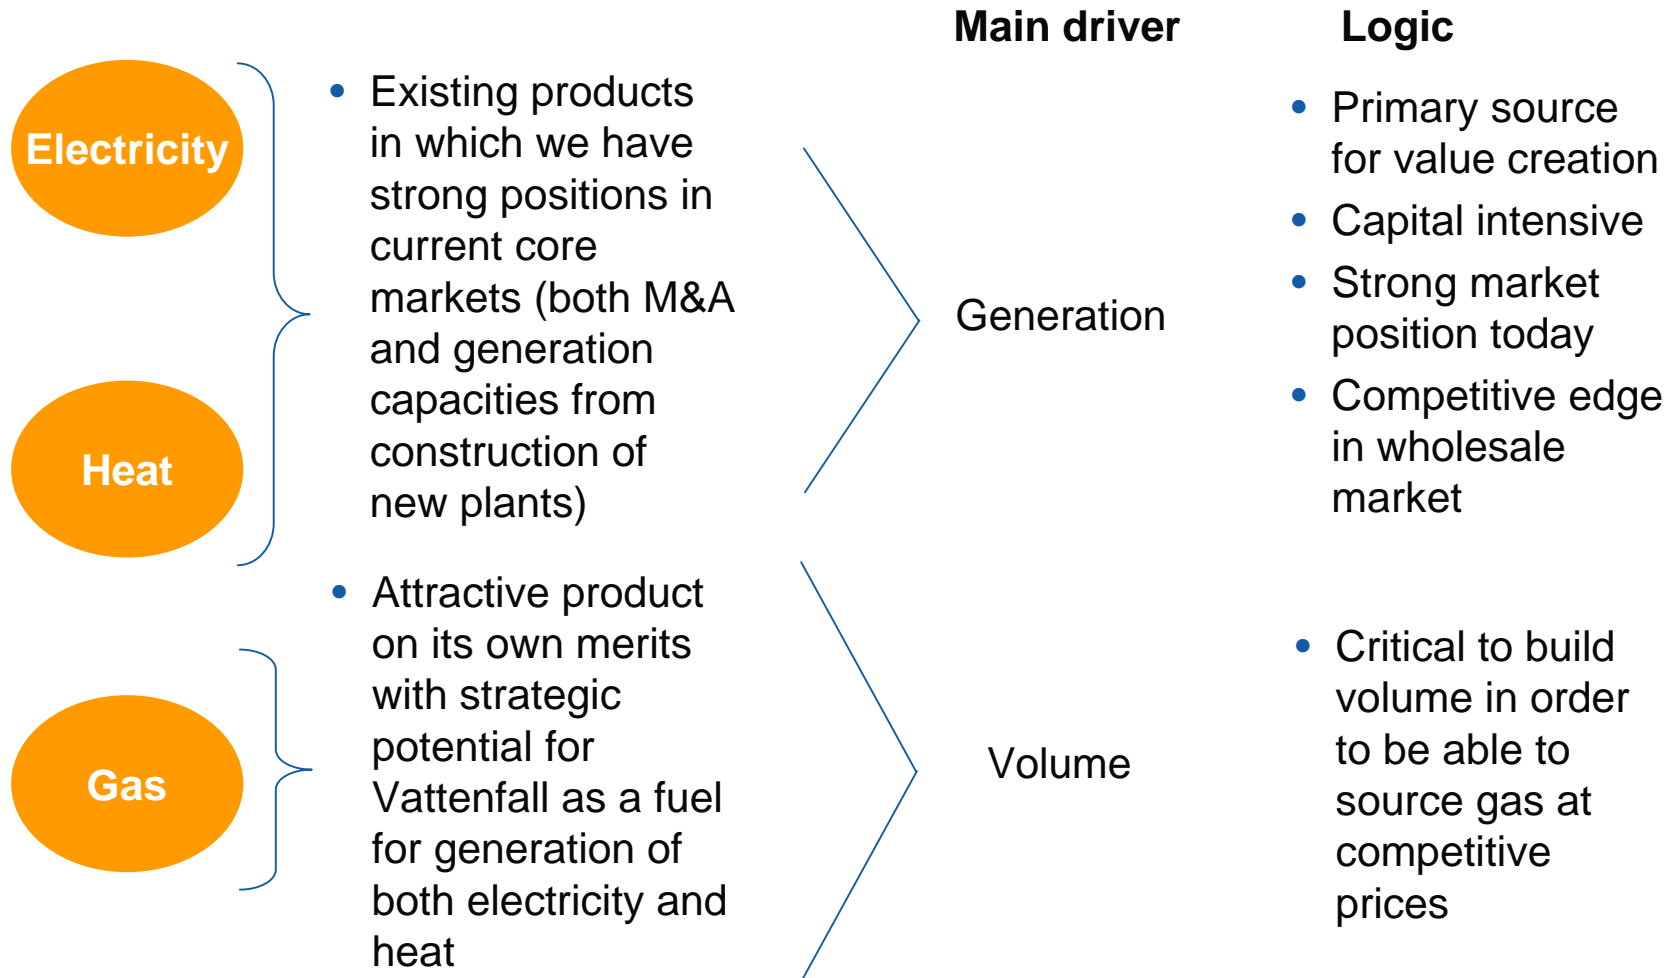 Main driver
Logic
Electricity
Heat
• Existing products
in which we have
strong positions in
current core
markets (both M&A
and generation
capacities from
construction of
new plants)
Generation
• Primary source
for value creation
• Capital intensive
• Strong market
position today
• Competitive edge
in wholesale
market
Gas
• Attractive product
on its own merits
with strategic
potential for
Vattenfall as a fuel
for generation of
both electricity and
heat
Volume
• Critical to build
volume in order
to be able to
source gas at
competitive
prices